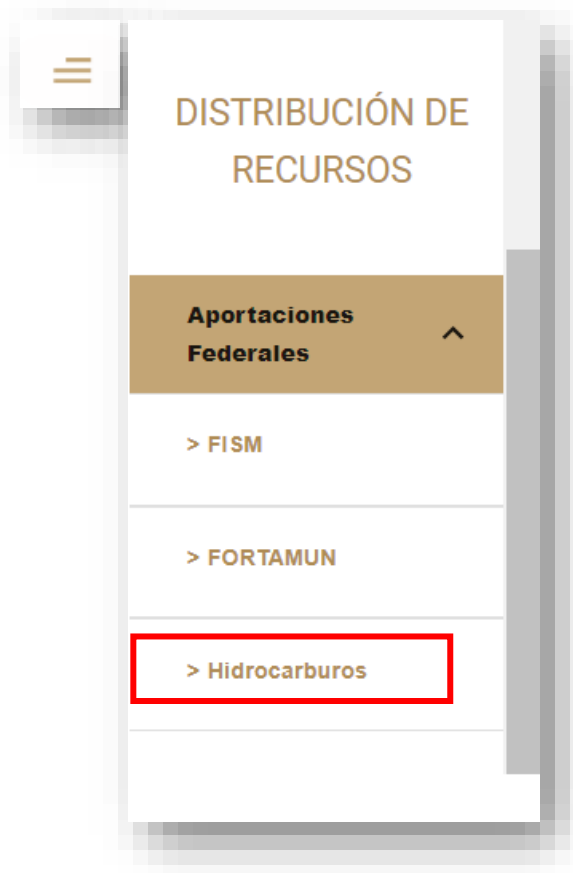 DISTRIBUCIÓN DE
RECURSOS
Aportaciones
Federales
> FISM
> FORTAMUN
> Hidrocarburos